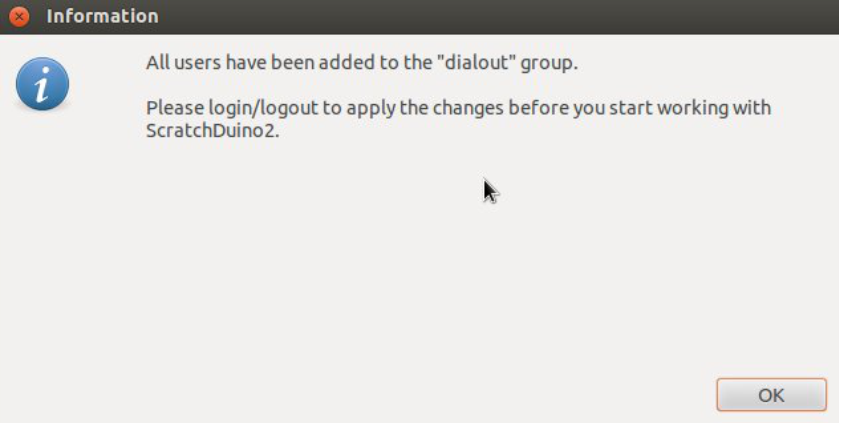 Information
All users have been added to the "dialout" group.
Please login/logout to apply the changes before you start working with
ScratchDuino2.
OK